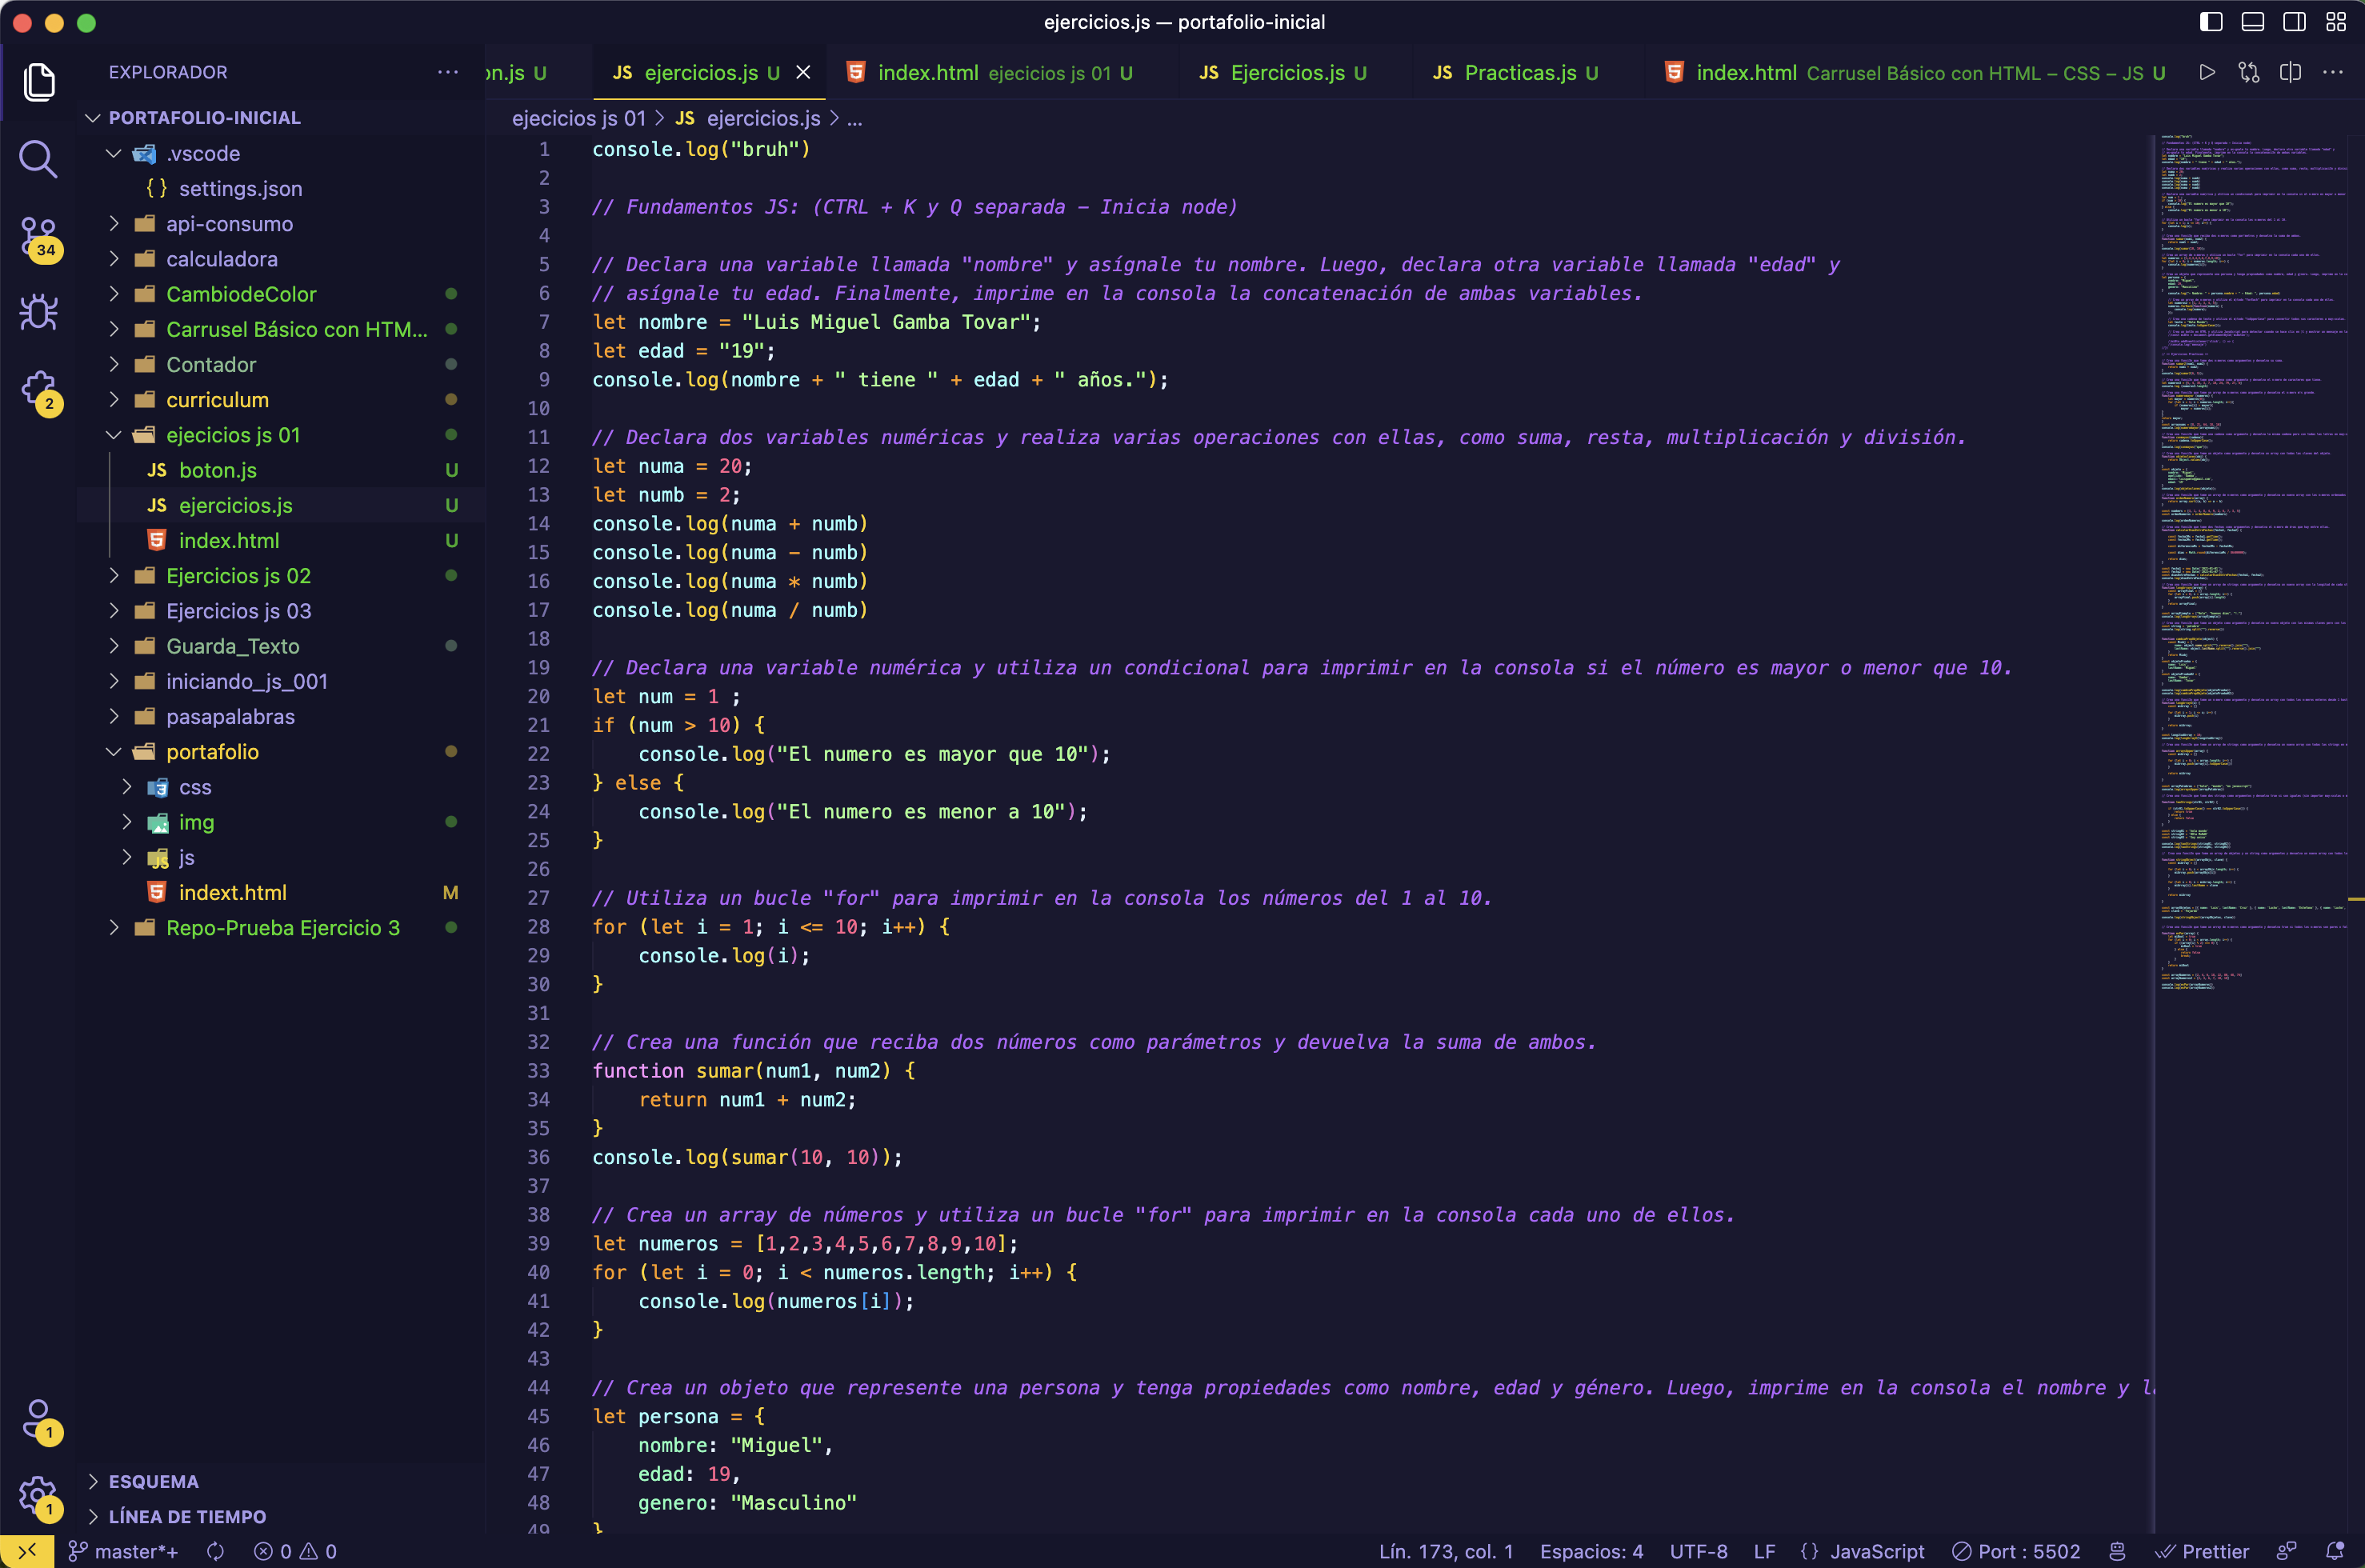 ejercicios.js — portafolio-inicial
EXPLORADOR
PORTAFOLIO-INICIAL
.vscode
settings.json
api-consumo
calculadora
CambiodeColor
Carrusel Básico con HTM...
Contador
curriculum
ejecicios js 01
boton.js U
ejercicios.js U
index.html U
Ejercicios js 02
Ejercicios js 03
Guarda_Texto
iniciando_js_001
pasapalabras
portafolio
css
img
js
indext.html M
Repo-Prueba Ejercicio 3
ESQUEMA
LÍNEA DE TIEMPO
34
2
1
1
on.js U
JS ejercicios.js U
index.html ejecicios js 01 U
JS Ejercicios.js U
JS Practicas.js U
index.html Carrusel Básico con HTML – CSS – JS U
ejecicios js 01 > JS ejercicios.js > ...
1 console.log("bruh")
2
3 // Fundamentos JS: (CTRL + K y Q separada - Inicia node)
4
5 // Declara una variable llamada "nombre" y asígnale tu nombre. Luego, declara otra variable llamada "edad" y
6 // asígnale tu edad. Finalmente, imprime en la consola la concatenación de ambas variables.
7 let nombre = "Luis Miguel Gamba Tovar";
8 let edad = "19";
9 console.log(nombre + " tiene " + edad + " años.");
10
11 // Declara dos variables numéricas y realiza varias operaciones con ellas, como suma, resta, multiplicación y división.
12 let numa = 20;
13 let numb = 2;
14 console.log(numa + numb)
15 console.log(numa - numb)
16 console.log(numa * numb)
17 console.log(numa / numb)
18
19 // Declara una variable numérica y utiliza un condicional para imprimir en la consola si el número es mayor o menor que 10.
20 let num = 1 ;
21 if (num > 10) {
22     console.log("El numero es mayor que 10");
23 } else {
24     console.log("El numero es menor a 10");
25 }
26
27 // Utiliza un bucle "for" para imprimir en la consola los números del 1 al 10.
28 for (let i = 1; i <= 10; i++) {
29     console.log(i);
30 }
31
32 // Crea una función que reciba dos números como parámetros y devuelva la suma de ambos.
33 function sumar(num1, num2) {
34     return num1 + num2;
35 }
36 console.log(sumar(10, 10));
37
38 // Crea un array de números y utiliza un bucle "for" para imprimir en la consola cada uno de ellos.
39 let numeros = [1,2,3,4,5,6,7,8,9,10];
40 for (let i = 0; i < numeros.length; i++) {
41     console.log(numeros[i]);
42 }
43
44 // Crea un objeto que represente una persona y tenga propiedades como nombre, edad y género. Luego, imprime en la consola el nombre y l
45 let persona = {
46     nombre: "Miguel",
47     edad: 19,
48     genero: "Masculino"
49 }
master*+ 0 0
Lín. 173, col. 1 Espacios: 4 UTF-8 LF {} JavaScript Port : 5502 Prettier